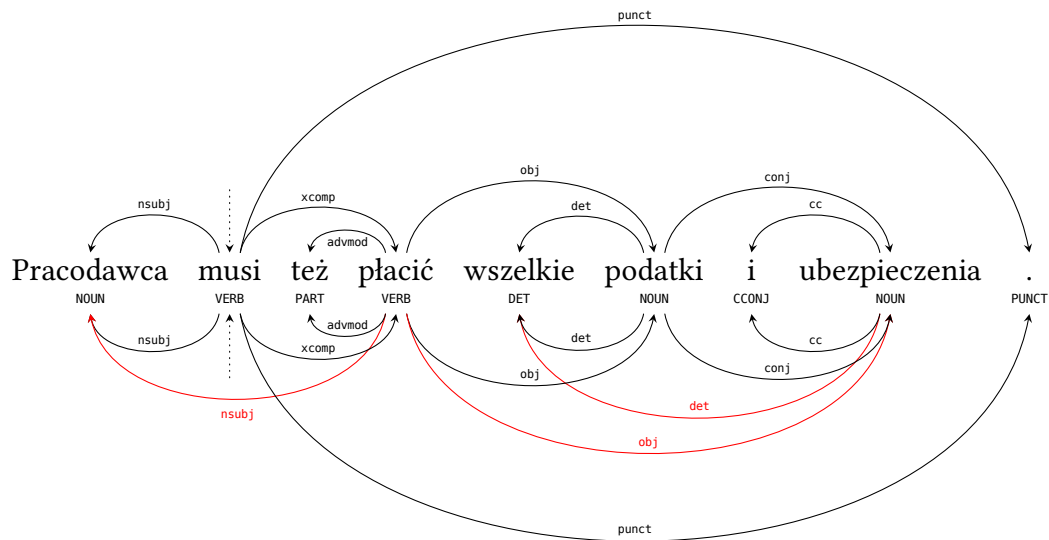 punct
obj
conj
nsubj xcomp det cc
advmod
Pracodawca musi też płacić wszelkie podatki i ubezpieczenia .
NOUN VERB PART VERB DET NOUN CCONJ NOUN PUNCT
advmod
nsubj xcomp det cc
obj conj
nsubj det
obj
punct